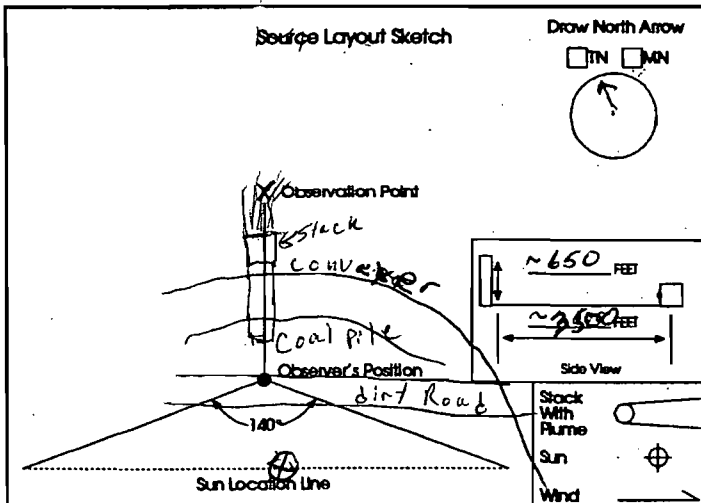 Source Layout Sketch
Draw North Arrow
TN MN
Observation Point
Stack
Conveyer
~650 FEET
Coal Pile
FEET
Observer's Position
Side View
dirt Road
140°
Stack
With
Plume
Sun
Sun Location Line
Wind